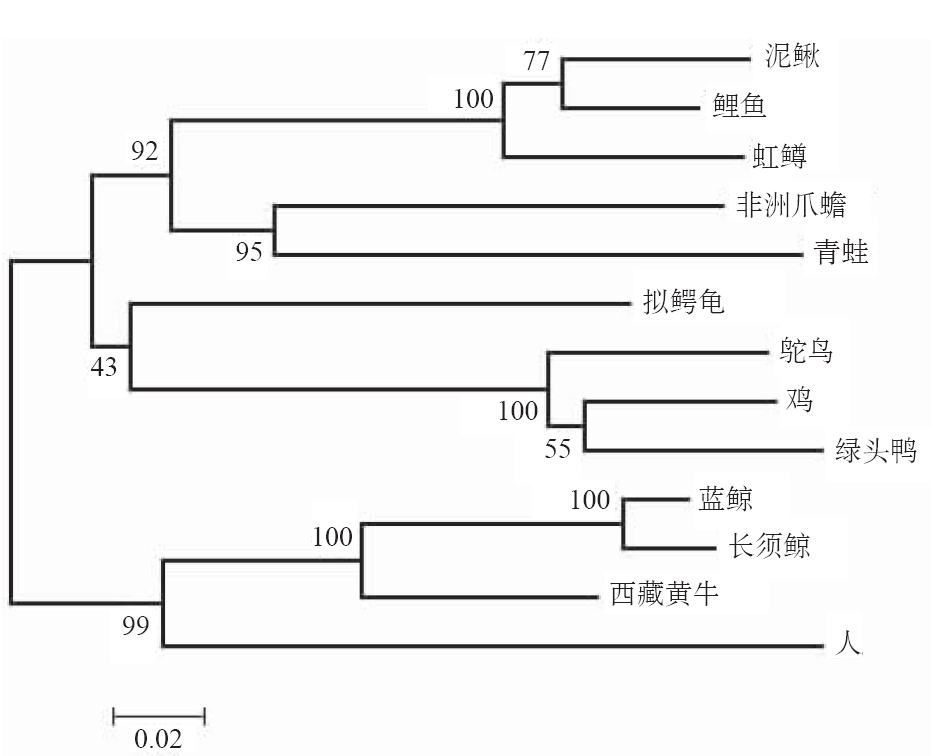 77
泥鳅
100
鲤鱼
92
虹鳟
非洲爪蟾
95
青蛙
拟鳄龟
43
鸵鸟
100
鸡
55
绿头鸭
100
蓝鲸
100
长须鲸
西藏黄牛
99
人
0.02